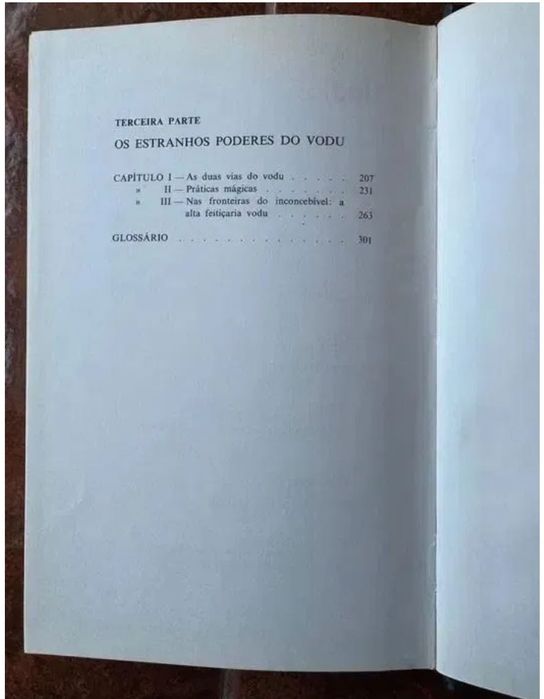 TERCEIRA PARTE
OS ESTRANHOS PODERES DO VODU
CAPÍTULO I — As duas vias do vodu . . . . . 207
» II — Práticas mágicas . . . . . . . 231
» III — Nas fronteiras do inconcebível: a
alta feitiçaria vodu . . . . . . 263
GLOSSÁRIO . . . . . . . . . . . . . . 301